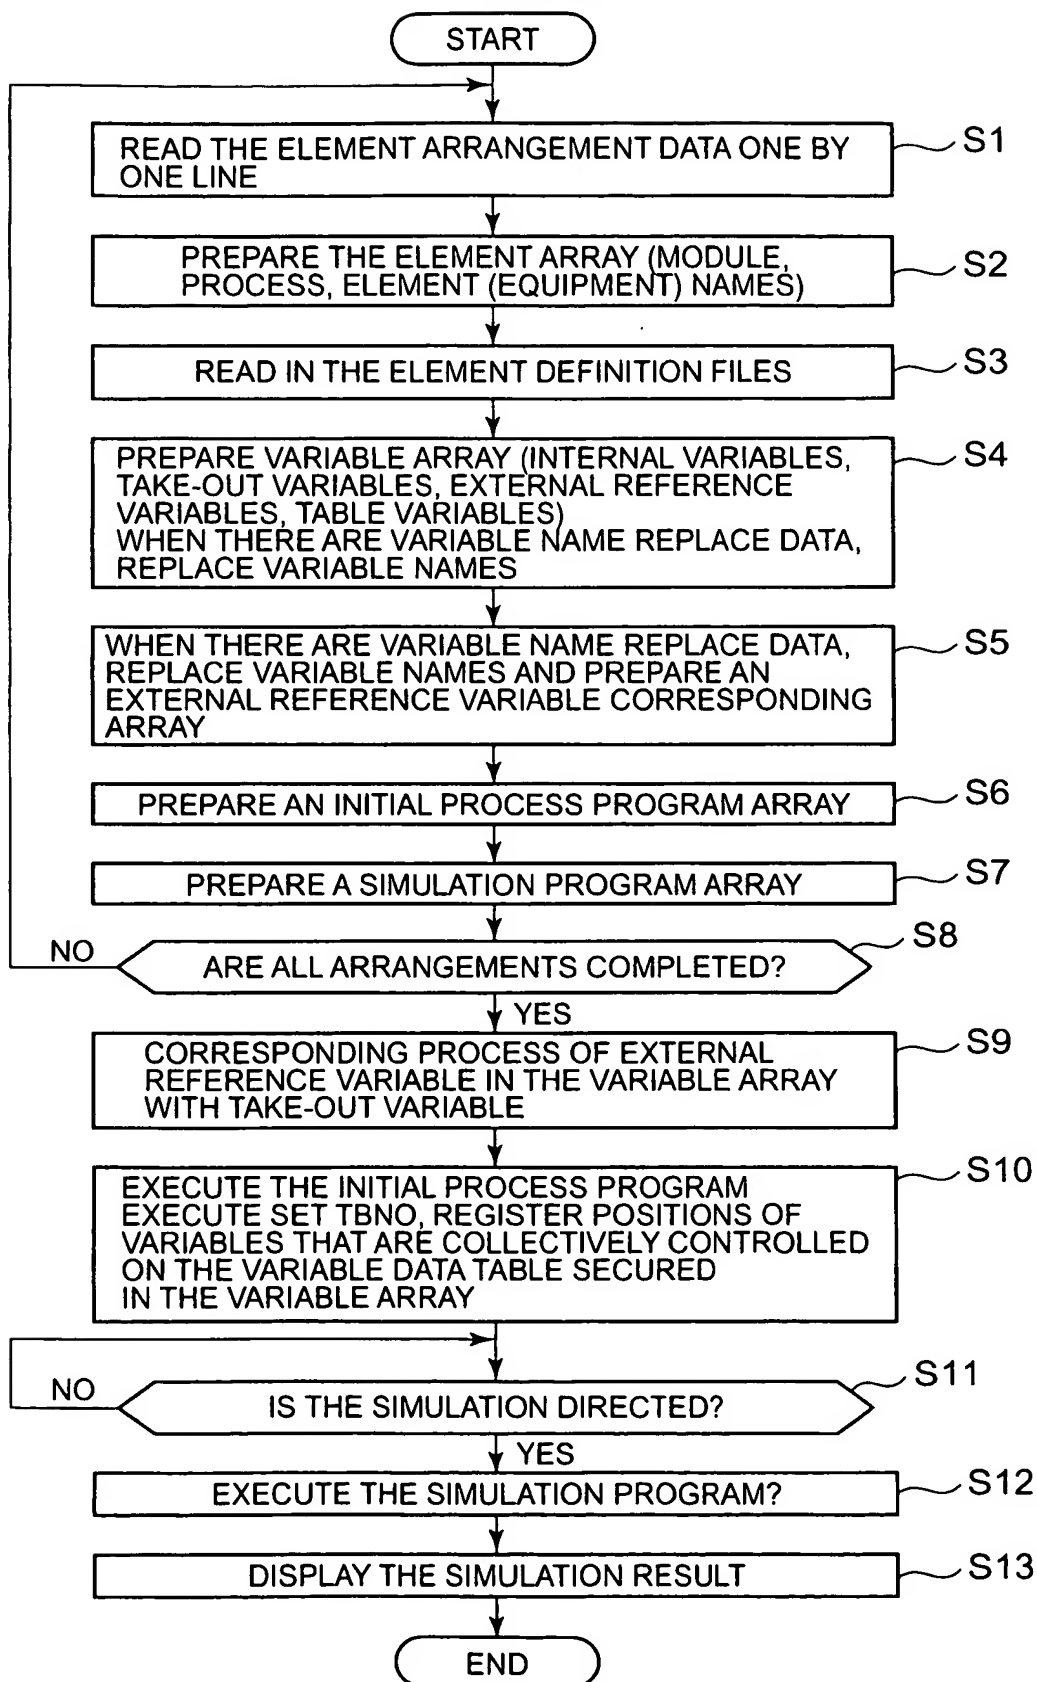 START
READ THE ELEMENT ARRANGEMENT DATA ONE BY
ONE LINE
S1
PREPARE THE ELEMENT ARRAY (MODULE,
PROCESS, ELEMENT (EQUIPMENT) NAMES)
S2
READ IN THE ELEMENT DEFINITION FILES
S3
PREPARE VARIABLE ARRAY (INTERNAL VARIABLES,
TAKE-OUT VARIABLES, EXTERNAL REFERENCE
VARIABLES, TABLE VARIABLES)
WHEN THERE ARE VARIABLE NAME REPLACE DATA,
REPLACE VARIABLE NAMES
S4
WHEN THERE ARE VARIABLE NAME REPLACE DATA,
REPLACE VARIABLE NAMES AND PREPARE AN
EXTERNAL REFERENCE VARIABLE CORRESPONDING
ARRAY
S5
PREPARE AN INITIAL PROCESS PROGRAM ARRAY
S6
PREPARE A SIMULATION PROGRAM ARRAY
S7
NO
ARE ALL ARRANGEMENTS COMPLETED?
S8
YES
CORRESPONDING PROCESS OF EXTERNAL
REFERENCE VARIABLE IN THE VARIABLE ARRAY
WITH TAKE-OUT VARIABLE
S9
EXECUTE THE INITIAL PROCESS PROGRAM
EXECUTE SET TBNO, REGISTER POSITIONS OF
VARIABLES THAT ARE COLLECTIVELY CONTROLLED
ON THE VARIABLE DATA TABLE SECURED
IN THE VARIABLE ARRAY
S10
NO
IS THE SIMULATION DIRECTED?
S11
YES
EXECUTE THE SIMULATION PROGRAM?
S12
DISPLAY THE SIMULATION RESULT
S13
END